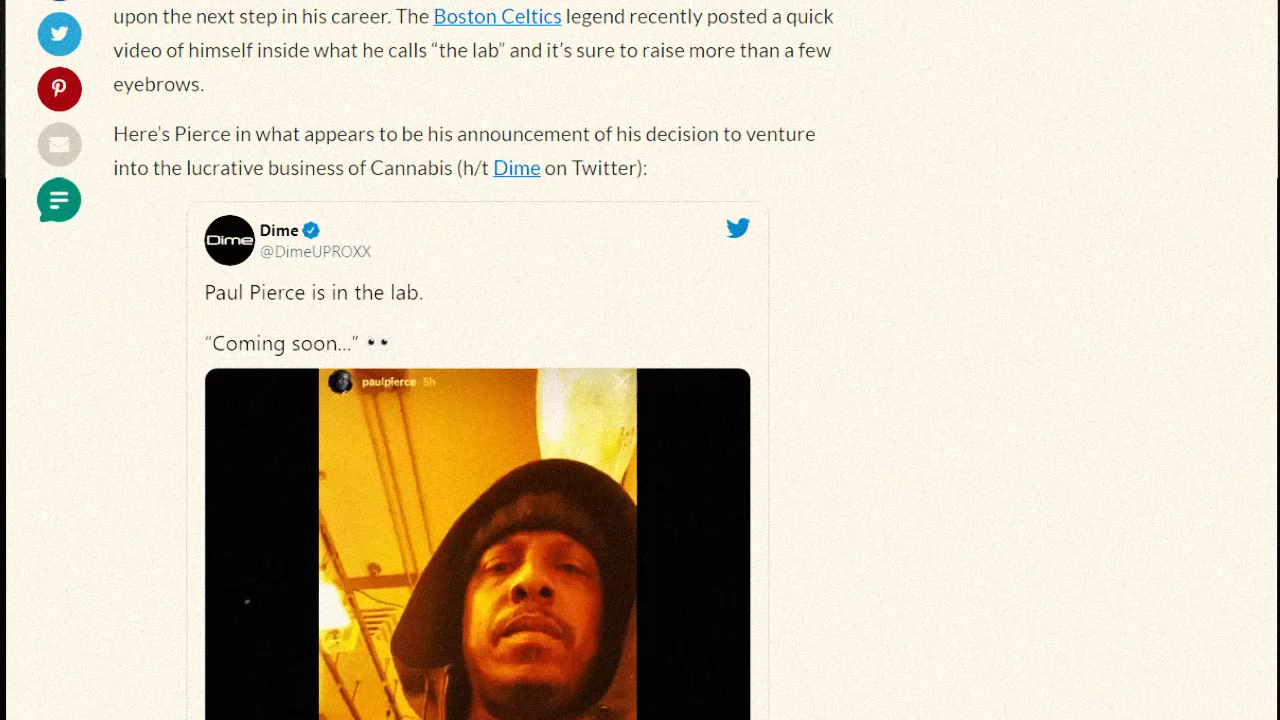 upon the next step in his career. The Boston Celtics legend recently posted a quick
video of himself inside what he calls “the lab” and it’s sure to raise more than a few
eyebrows.
Here’s Pierce in what appears to be his announcement of his decision to venture
into the lucrative business of Cannabis (h/t Dime on Twitter):
Dime
Dime
@DimeUPROXX
Paul Pierce is in the lab.
“Coming soon...” 👀
paulpierce 5h